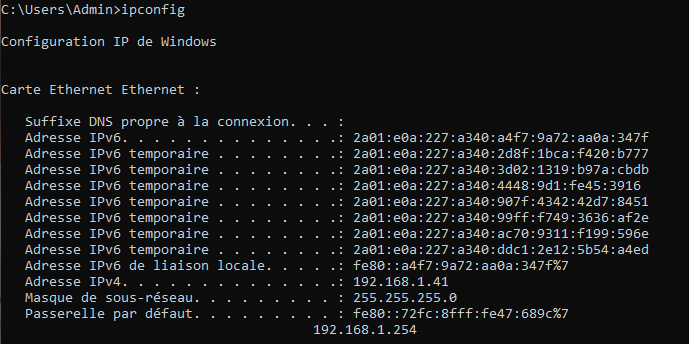 C:\Users\Admin>ipconfig
Configuration IP de Windows
Carte Ethernet Ethernet :
Suffixe DNS propre à la connexion. . . :
Adresse IPv6. . . . . . . . . . . . . .: 2a01:e0a:227:a340:a4f7:9a72:aa0a:347f
Adresse IPv6 temporaire . . . . . . . .: 2a01:e0a:227:a340:2d8f:1bca:f420:b777
Adresse IPv6 temporaire . . . . . . . .: 2a01:e0a:227:a340:3d02:1319:b97a:cbdb
Adresse IPv6 temporaire . . . . . . . .: 2a01:e0a:227:a340:4448:9d1:fe45:3916
Adresse IPv6 temporaire . . . . . . . .: 2a01:e0a:227:a340:907f:4342:42d7:8451
Adresse IPv6 temporaire . . . . . . . .: 2a01:e0a:227:a340:99ff:f749:3636:af2e
Adresse IPv6 temporaire . . . . . . . .: 2a01:e0a:227:a340:ac70:9311:f199:596e
Adresse IPv6 temporaire . . . . . . . .: 2a01:e0a:227:a340:ddc1:2e12:5b54:a4ed
Adresse IPv6 de liaison locale. . . . .: fe80::a4f7:9a72:aa0a:347f%7
Adresse IPv4. . . . . . . . . . . . . .: 192.168.1.41
Masque de sous-réseau. . . . . . . . . : 255.255.255.0
Passerelle par défaut. . . . . . . . . : fe80::72fc:8fff:fe47:689c%7
192.168.1.254